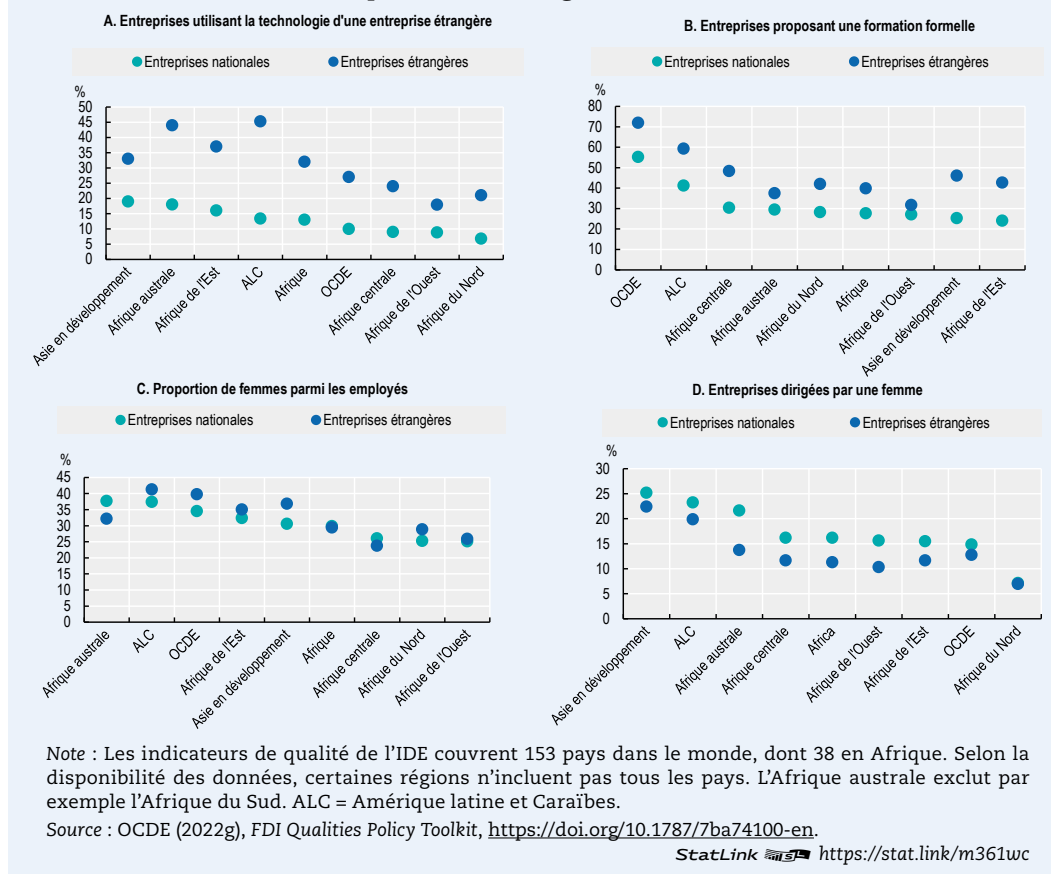 A. Entreprises utilisant la technologie d'une entreprise étrangère
Entreprises nationales
Entreprises étrangères
%
50
45
40
35
30
25
20
15
10
5
0
Asie en développement
Afrique australe
Afrique de l'Est
ALC
Afrique
OCDE
Afrique centrale
Afrique de l'Ouest
Afrique du Nord
B. Entreprises proposant une formation formelle
Entreprises nationales
Entreprises étrangères
%
80
70
60
50
40
30
20
10
0
OCDE
ALC
Afrique centrale
Afrique australe
Afrique du Nord
Afrique
Afrique de l'Ouest
Asie en développement
Afrique de l'Est
C. Proportion de femmes parmi les employés
Entreprises nationales
Entreprises étrangères
%
45
40
35
30
25
20
15
10
5
0
Afrique australe
ALC
OCDE
Afrique de l'Est
Asie en développement
Afrique
Afrique centrale
Afrique du Nord
Afrique de l'Ouest
D. Entreprises dirigées par une femme
Entreprises nationales
Entreprises étrangères
%
30
25
20
15
10
5
0
Asie en développement
ALC
Afrique australe
Afrique centrale
Africa
Afrique de l'Ouest
Afrique de l'Est
OCDE
Afrique du Nord
Note : Les indicateurs de qualité de l'IDE couvrent 153 pays dans le monde, dont 38 en Afrique. Selon la
disponibilité des données, certaines régions n'incluent pas tous les pays. L'Afrique australe exclut par
exemple l'Afrique du Sud. ALC = Amérique latine et Caraïbes.
Source : OCDE (2022g), FDI Qualities Policy Toolkit, https://doi.org/10.1787/7ba74100-en.
StatLink https://stat.link/m361wc